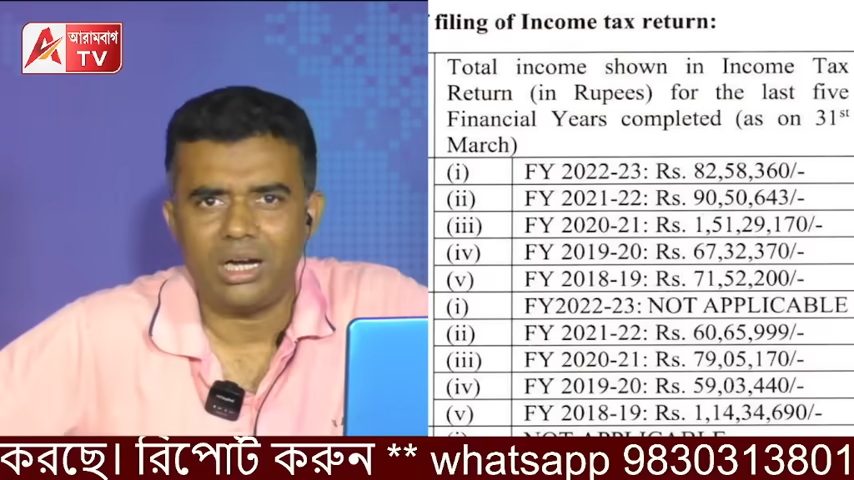 আরামবাগ
TV
filing of Income tax return:
Total income shown in Income Tax
Return (in Rupees) for the last five
Financial Years completed (as on 31st
March)
(i) FY 2022-23: Rs. 82,58,360/-
(ii) FY 2021-22: Rs. 90,50,643/-
(iii) FY 2020-21: Rs. 1,51,29,170/-
(iv) FY 2019-20: Rs. 67,32,370/-
(v) FY 2018-19: Rs. 71,52,200/-
(i) FY2022-23: NOT APPLICABLE
(ii) FY 2021-22: Rs. 60,65,999/-
(iii) FY 2020-21: Rs. 79,05,170/-
(iv) FY 2019-20: Rs. 59,03,440/-
(v) FY 2018-19: Rs. 1,14,34,690/-
(i) NOT APPLICABLE
করছে। রিপোর্ট করুন ** whatsapp 9830313801